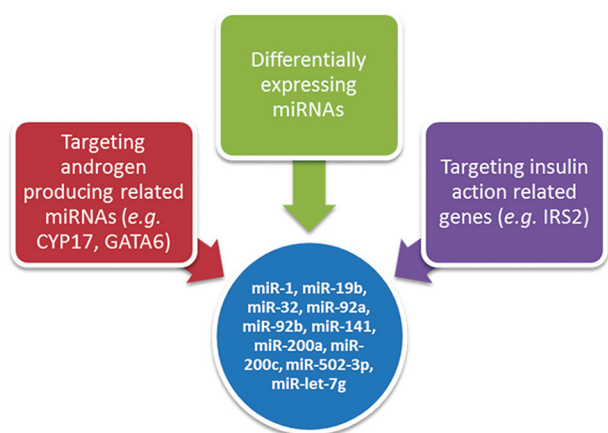 Differentially
expressing
miRNAs
Targeting
androgen
producing related
miRNAs (e.g.
CYP17, GATA6)
Targeting insulin
action related
genes (e.g. IRS2)
miR-1, miR-19b,
miR-32, miR-92a,
miR-92b, miR-141,
miR-200a, miR-
200c, miR-502-3p,
miR-let-7g